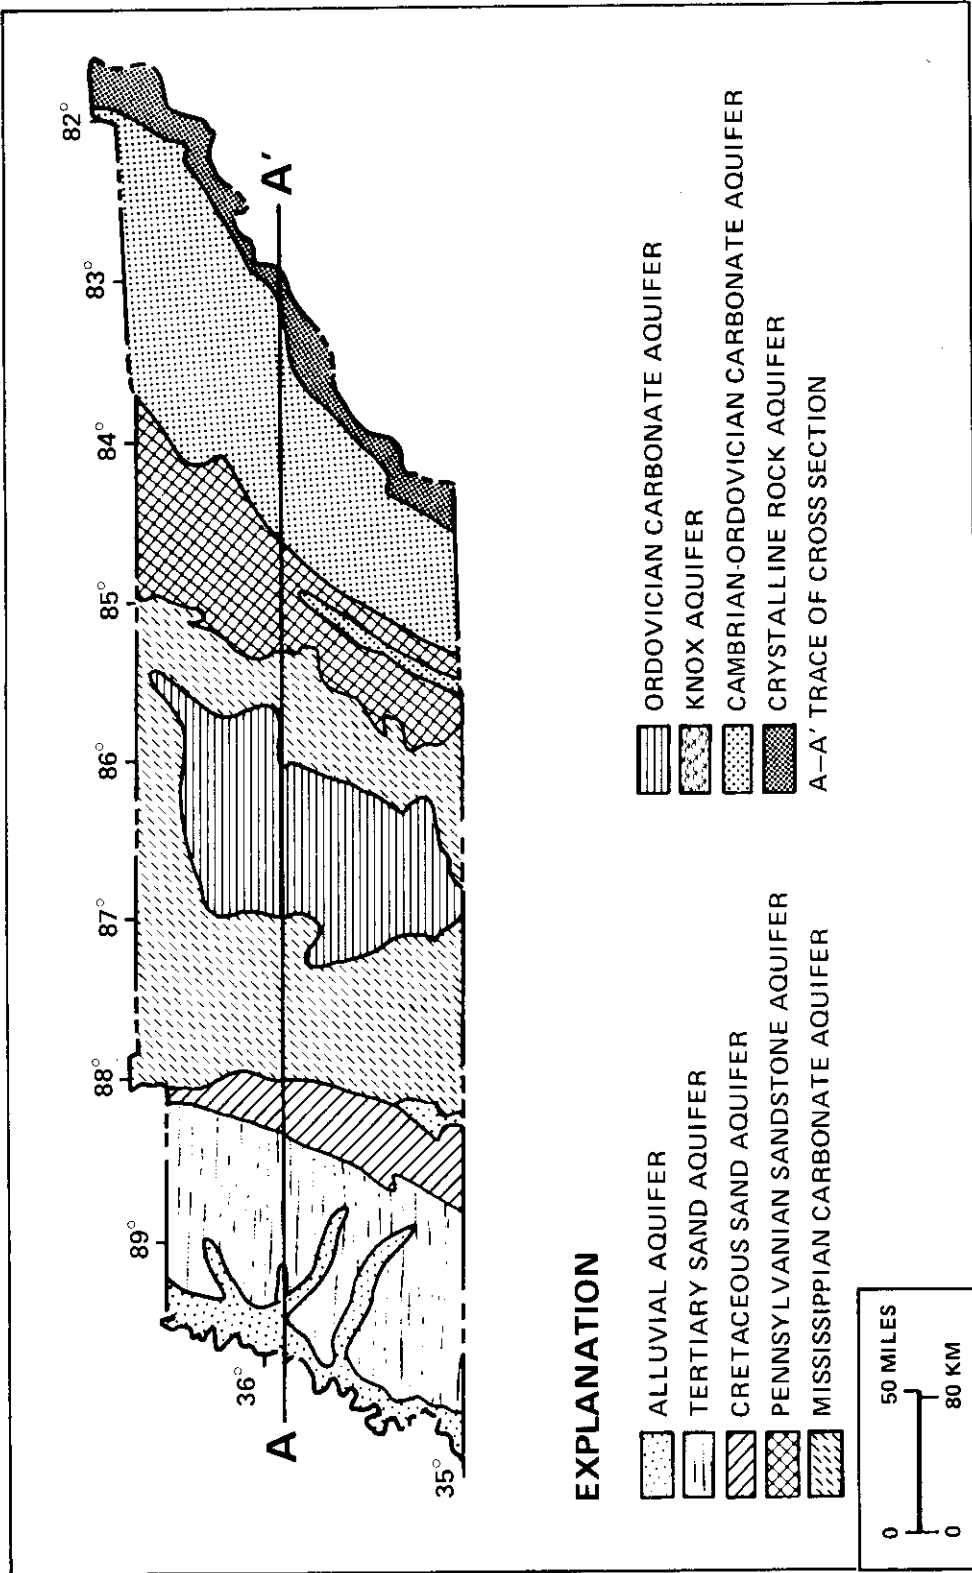 82°
83°
84°
85°
86°
87°
88°
89°
36°
35°
A
A'
EXPLANATION
ALLUVIAL AQUIFER
TERTIARY SAND AQUIFER
CRETACEOUS SAND AQUIFER
PENNSYLVANIAN SANDSTONE AQUIFER
MISSISSIPPIAN CARBONATE AQUIFER
ORDOVICIAN CARBONATE AQUIFER
KNOX AQUIFER
CAMBRIAN-ORDOVICIAN CARBONATE AQUIFER
CRYSTALLINE ROCK AQUIFER
A–A' TRACE OF CROSS SECTION
0 50 MILES
0 80 KM